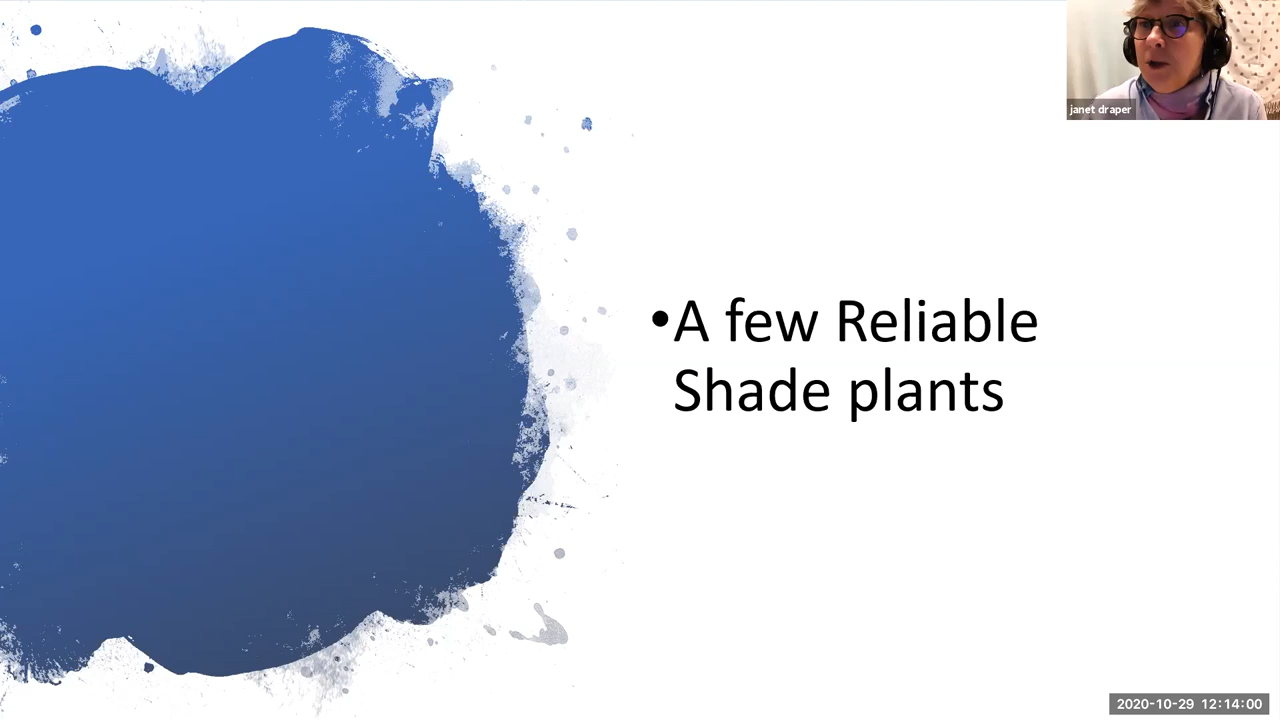 janet draper
•A few Reliable
Shade plants
2020-10-29 12:14:00